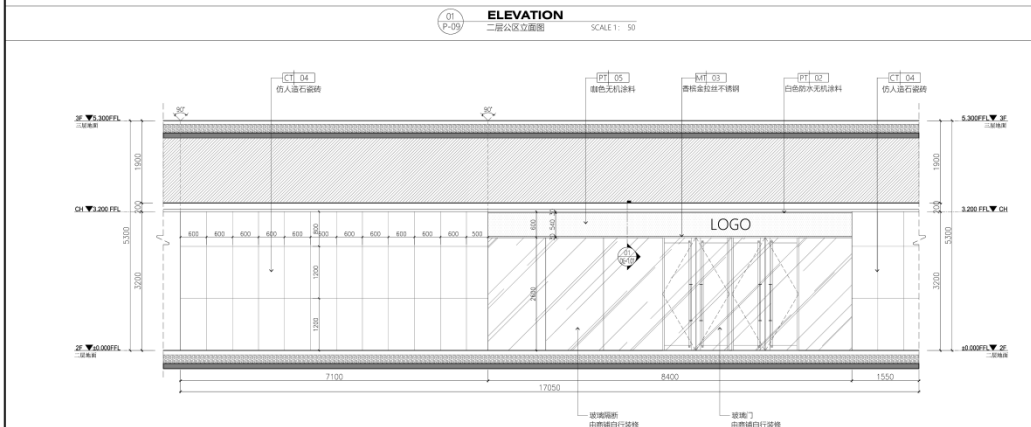 01
P-09
ELEVATION
二层公区立面图
SCALE 1: 50
CT 04
仿人造石瓷砖
PT 05
咖色无机涂料
MT 03
香槟金拉丝不锈钢
PT 02
白色防水无机涂料
CT 04
仿人造石瓷砖
90°
90°
3F ▼5.300FFL
三层地面
5.300FFL▼ 3F
三层地面
1900
1900
CH ▼3.200 FFL
3.200 FFL ▼ CH
200
200
5300
5300
3200
3200
600 600 600 600 600 600 600 600 600 600 600 500
800
1200
1200
600
540
2600
LOGO
01
2F ▼±0.000FFL
二层地面
±0.000FFL▼ 2F
二层地面
7100
8400
1550
17050
玻璃隔断
由商铺自行装修
玻璃门
由商铺自行装修